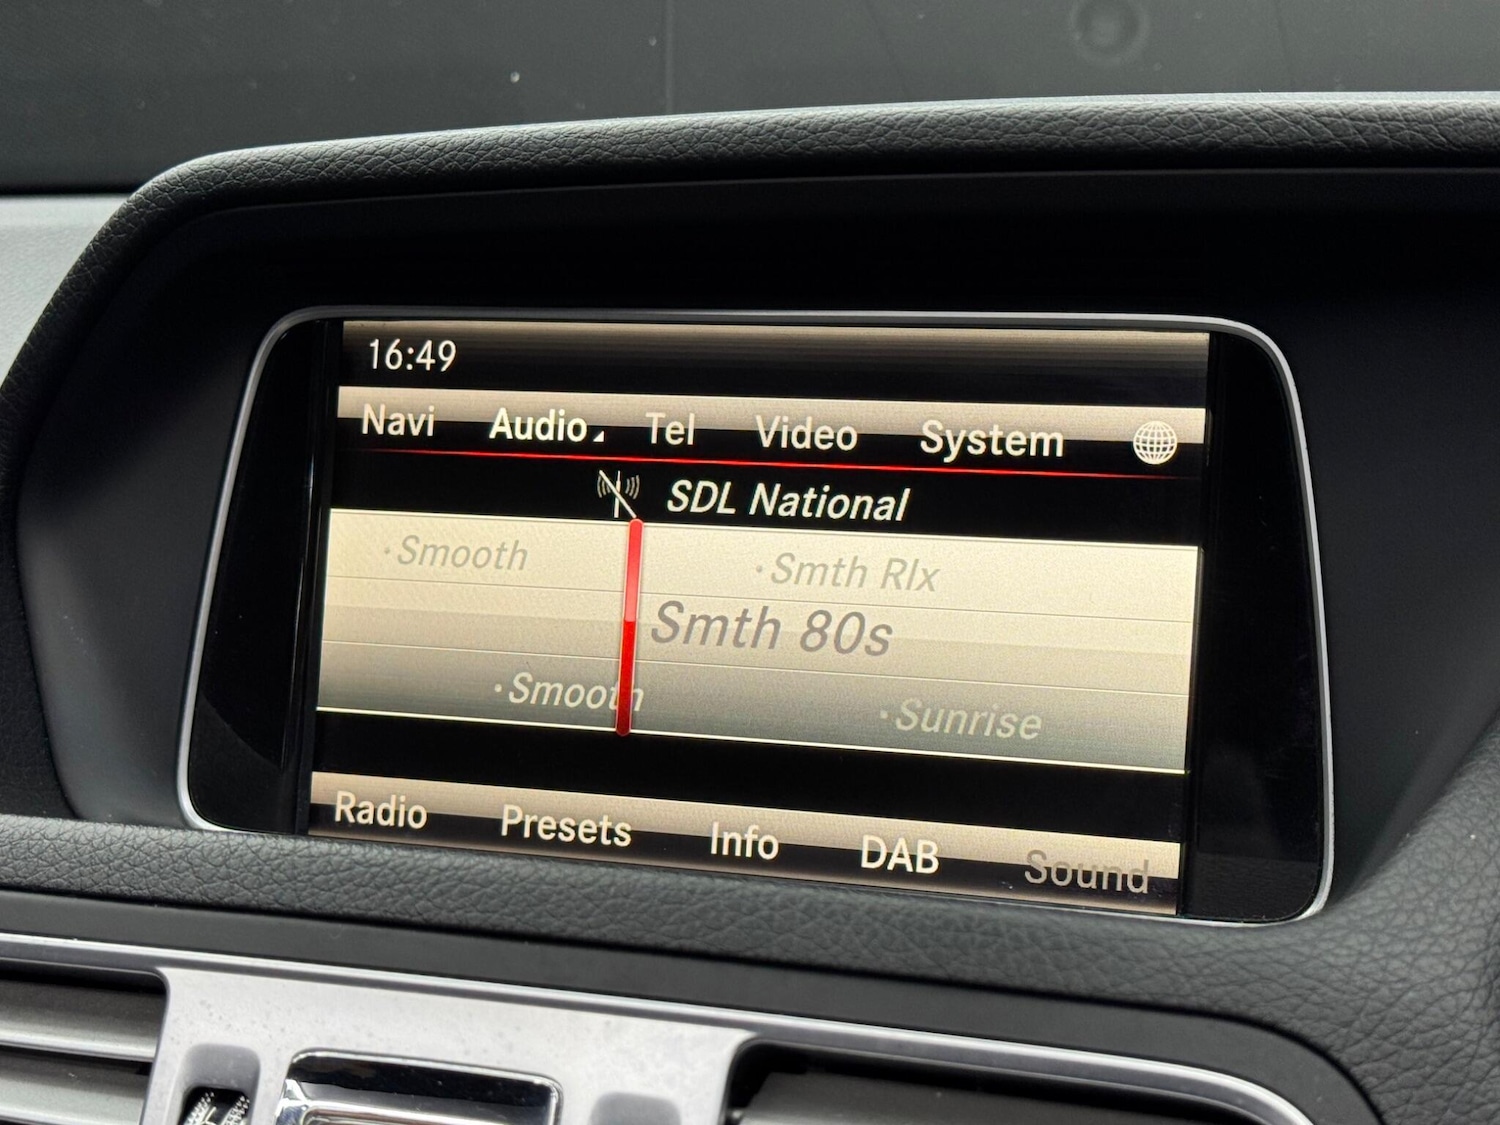 16:49
Navi Audio Tel Video System
SDL National
Smooth Smth Rlx
Smth 80s
Smooth Sunrise
Radio Presets Info DAB Sound